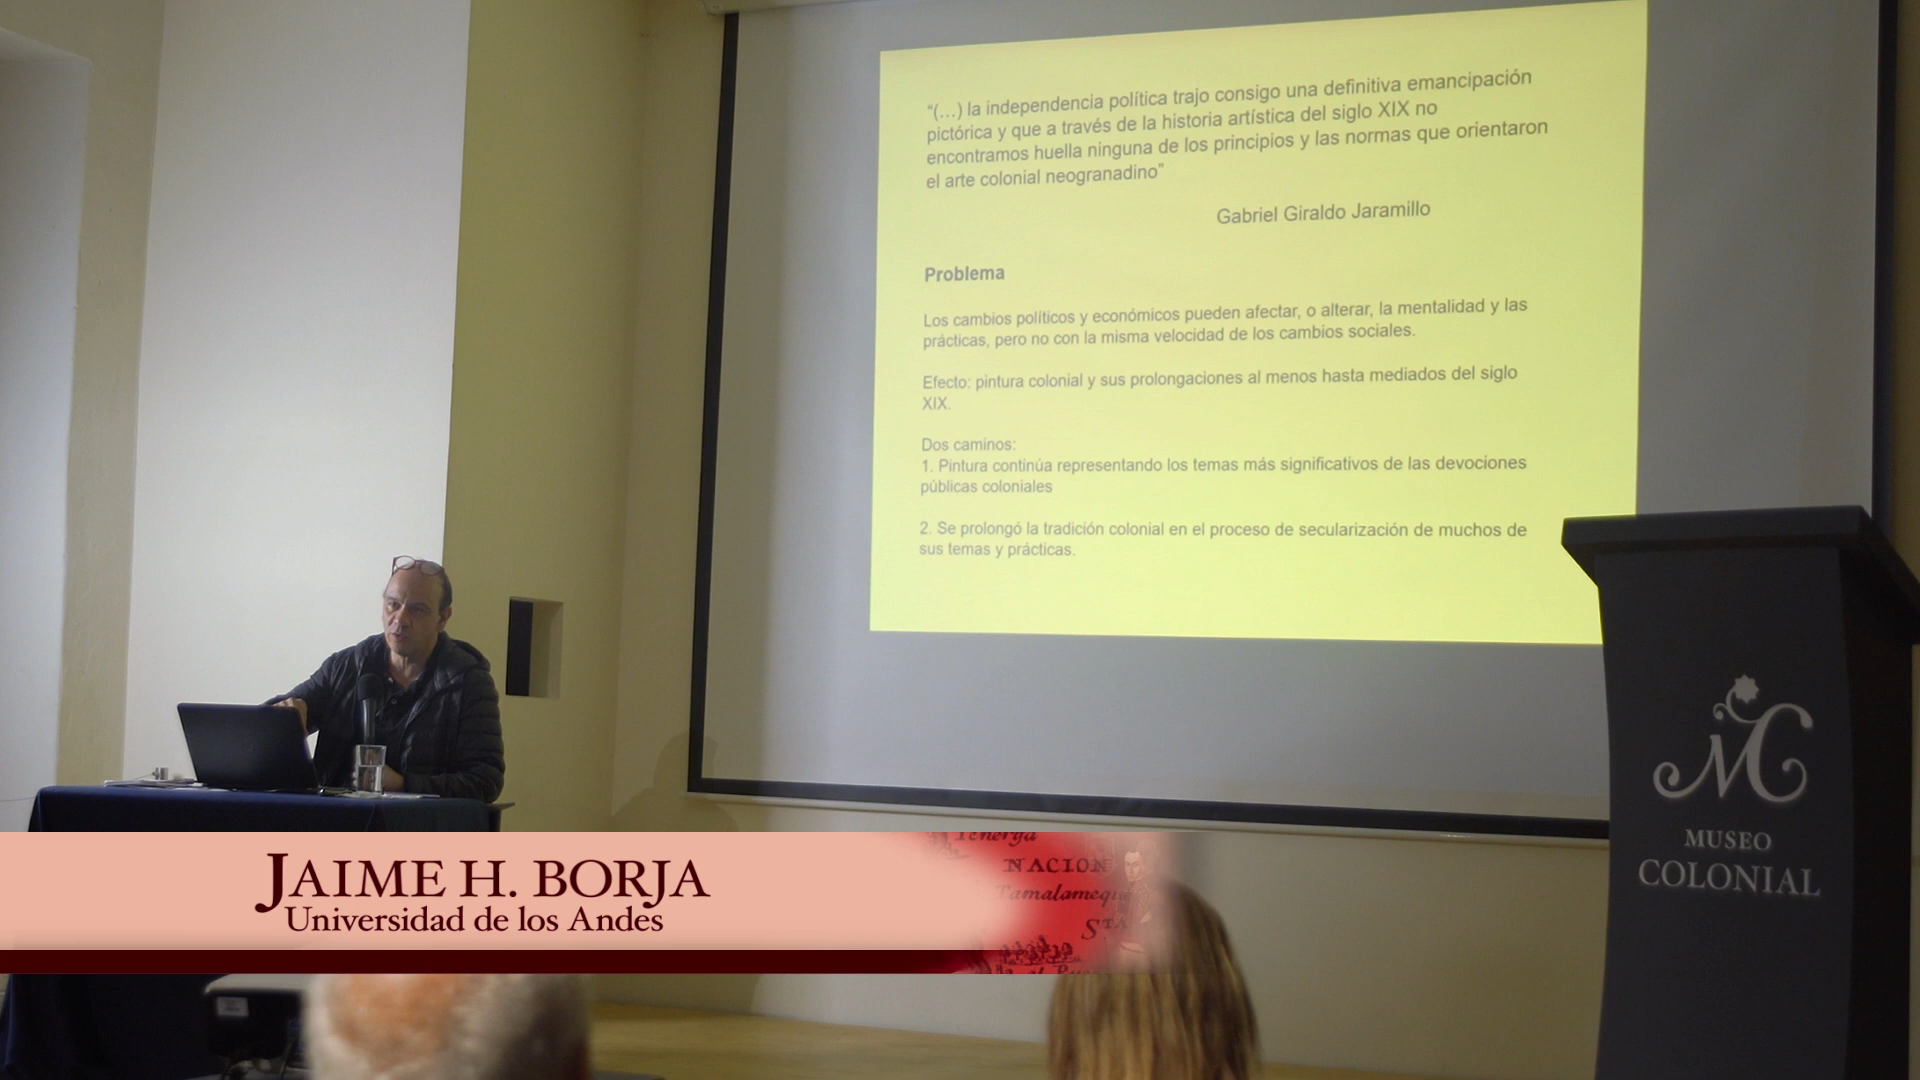 “(…) la independencia política trajo consigo una definitiva emancipación
pictórica y que a través de la historia artística del siglo XIX no
encontramos huella ninguna de los principios y las normas que orientaron
el arte colonial neogranadino”
Gabriel Giraldo Jaramillo
Problema
Los cambios políticos y económicos pueden afectar, o alterar, la mentalidad y las
prácticas, pero no con la misma velocidad de los cambios sociales.
Efecto: pintura colonial y sus prolongaciones al menos hasta mediados del siglo
XIX.
Dos caminos:
1. Pintura continúa representando los temas más significativos de las devociones
públicas coloniales
2. Se prolongó la tradición colonial en el proceso de secularización de muchos de
sus temas y prácticas.
MC
MUSEO
COLONIAL
JAIME H. BORJA
Universidad de los Andes
Tenerya
NACION